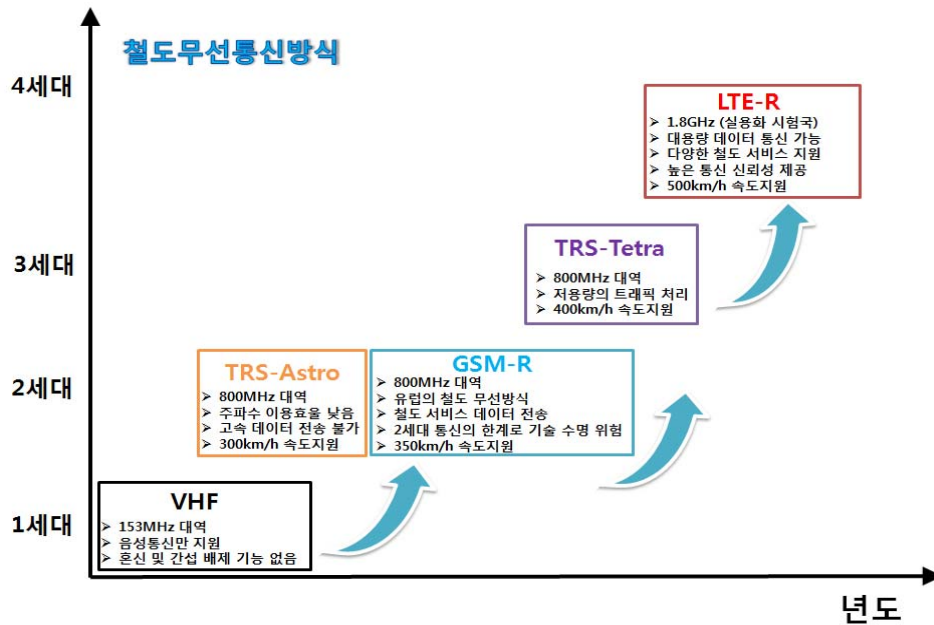 철도무선통신방식
4세대
LTE-R
➢ 1.8GHz (실용화 시험국)
➢ 대용량 데이터 통신 가능
➢ 다양한 철도 서비스 지원
➢ 높은 통신 신뢰성 제공
➢ 500km/h 속도지원
3세대
TRS-Tetra
➢ 800MHz 대역
➢ 저용량의 트래픽 처리
➢ 400km/h 속도지원
2세대
TRS-Astro
➢ 800MHz 대역
➢ 주파수 이용효율 낮음
➢ 고속 데이터 전송 불가
➢ 300km/h 속도지원
GSM-R
➢ 800MHz 대역
➢ 유럽의 철도 무선방식
➢ 철도 서비스 데이터 전송
➢ 2세대 통신의 한계로 기술 수명 위험
➢ 350km/h 속도지원
1세대
VHF
➢ 153MHz 대역
➢ 음성통신만 지원
➢ 혼신 및 간섭 배제 기능 없음
년도